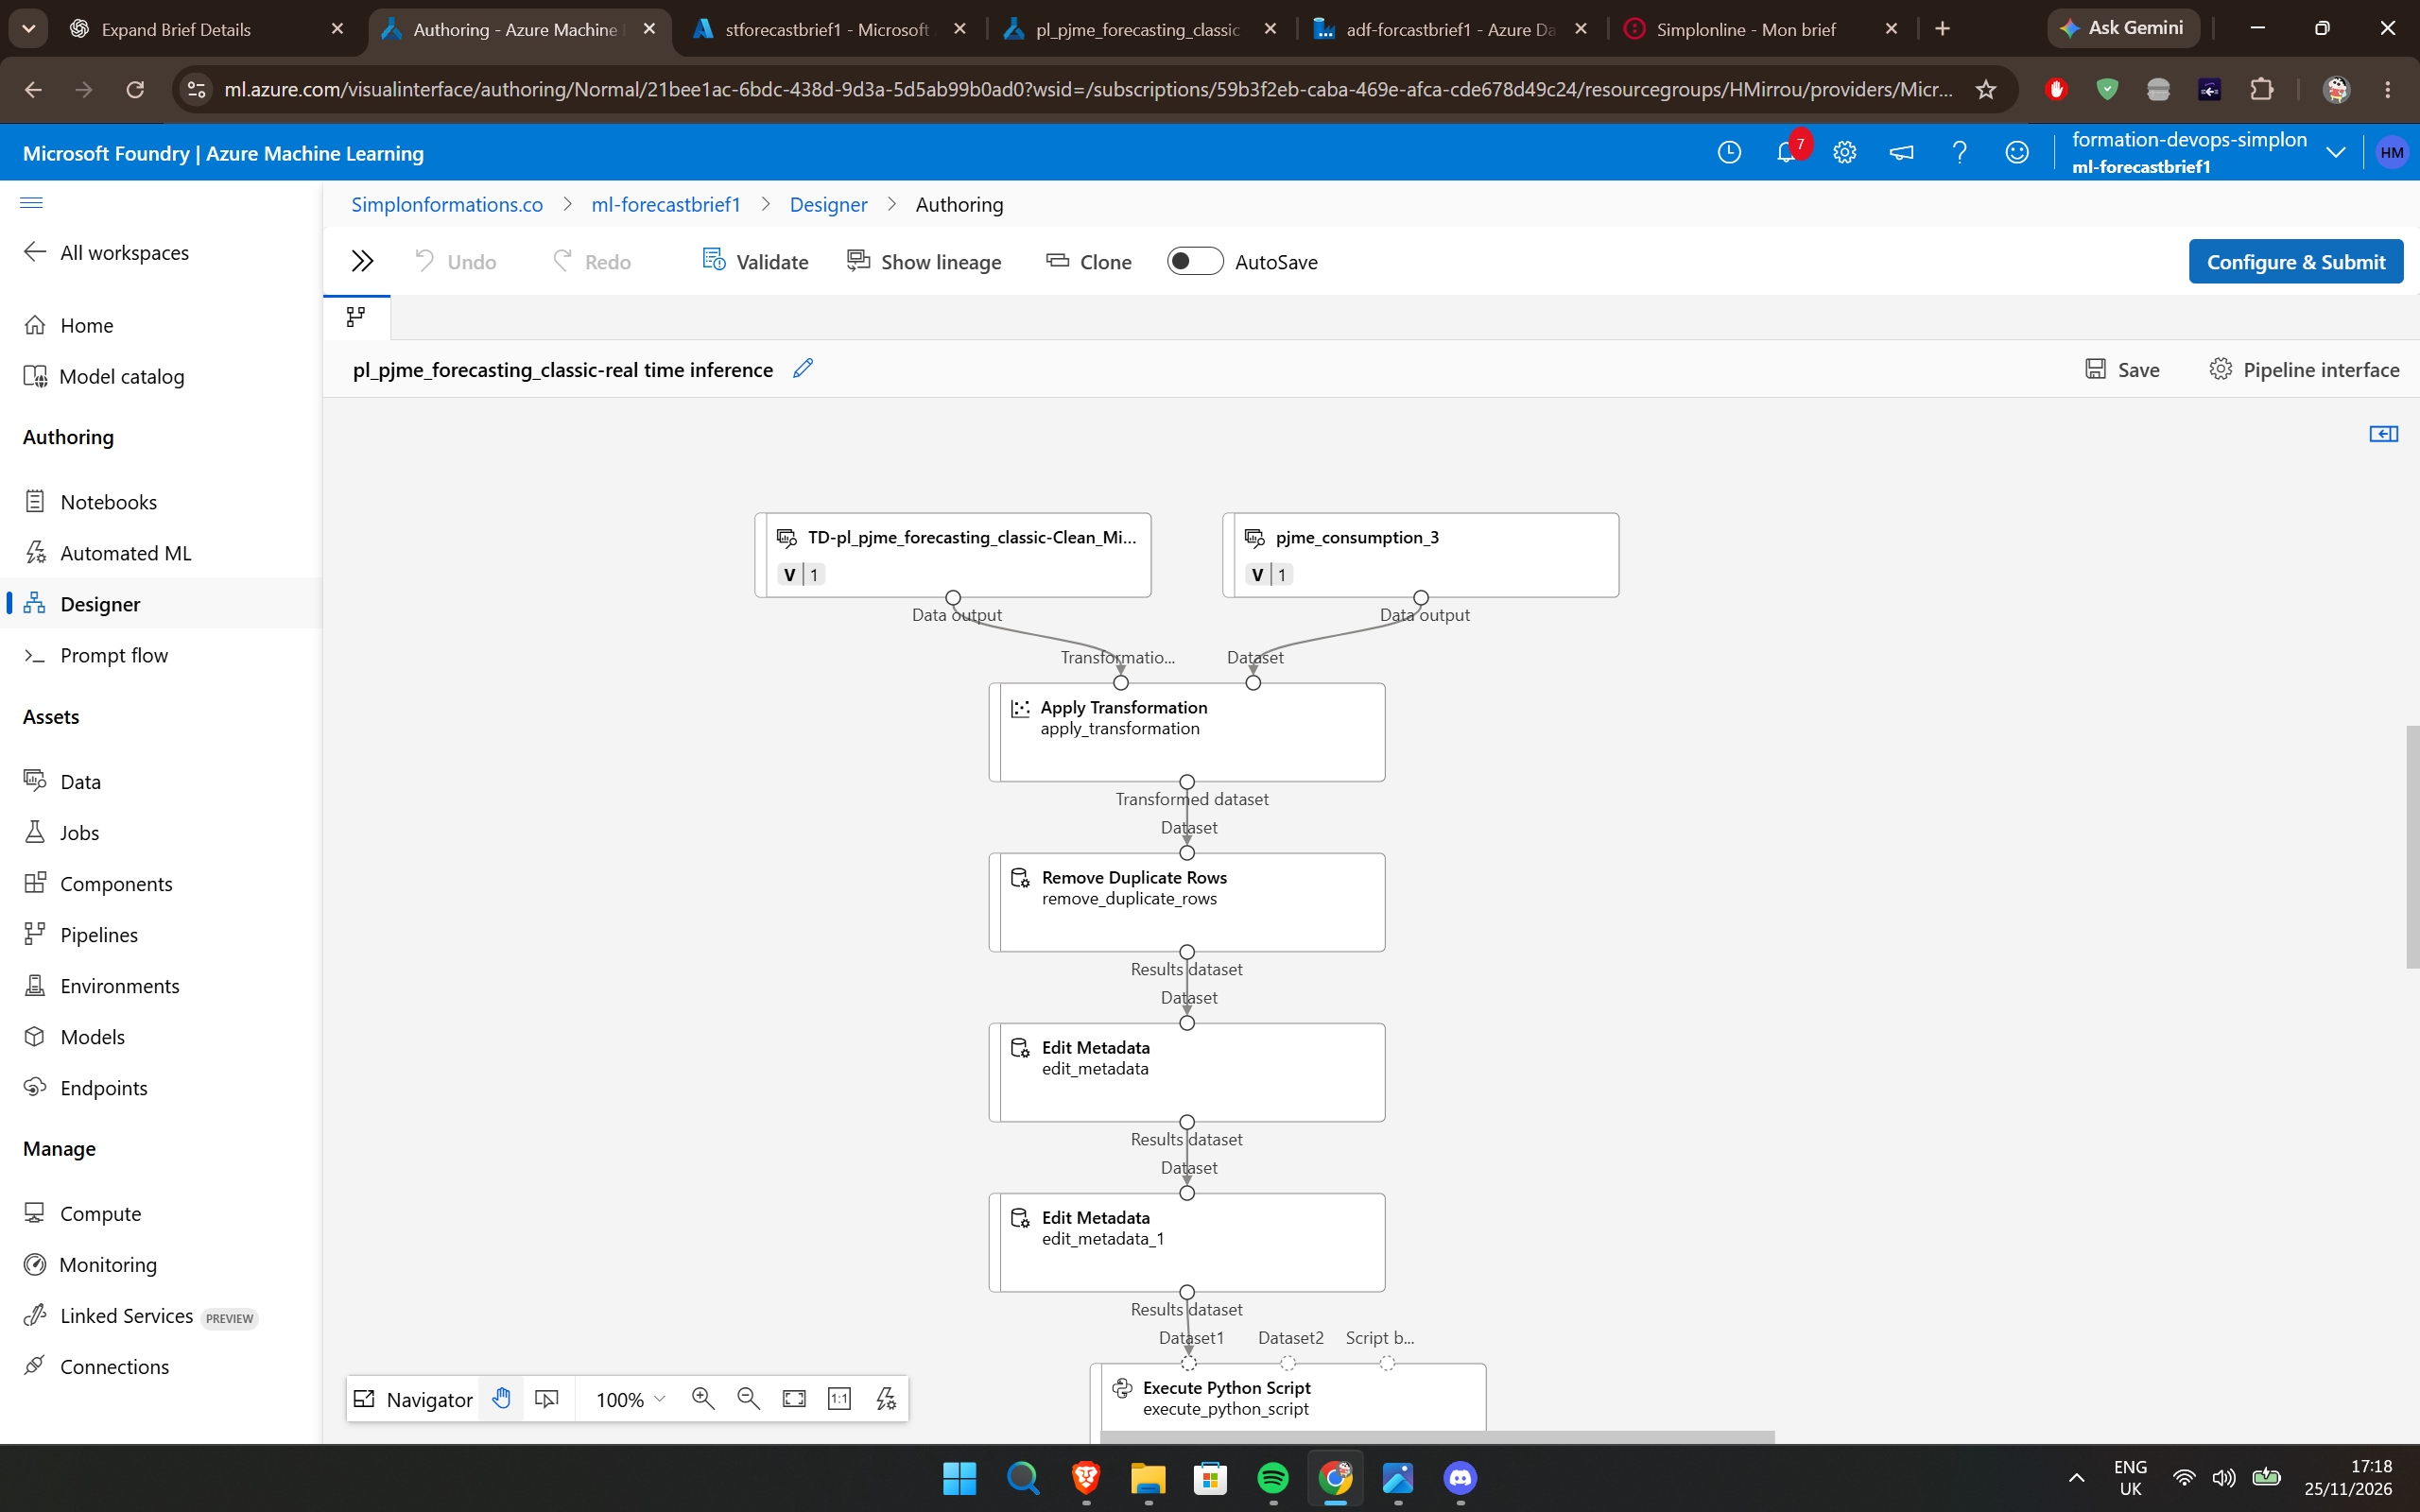 Expand Brief Details
Authoring - Azure Machine
stforecastbrief1 - Microsoft
pl_pjme_forecasting_classic
adf-forcastbrief1 - Azure Da
Simplonline - Mon brief
Ask Gemini
ml.azure.com/visualinterface/authoring/Normal/21bee1ac-6bdc-438d-9d3a-5d5ab99b0ad0?wsid=/subscriptions/59b3f2eb-caba-469e-afca-cde678d49c24/resourcegroups/HMirrou/providers/Micr...
Microsoft Foundry | Azure Machine Learning
7
formation-devops-simplon
ml-forecastbrief1
HM
Simplonformations.co > ml-forecastbrief1 > Designer > Authoring
All workspaces
Home
Model catalog
Authoring
Notebooks
Automated ML
Designer
Prompt flow
Assets
Data
Jobs
Components
Pipelines
Environments
Models
Endpoints
Manage
Compute
Monitoring
Linked Services PREVIEW
Connections
Undo
Redo
Validate
Show lineage
Clone
AutoSave
Configure & Submit
pl_pjme_forecasting_classic-real time inference
Save
Pipeline interface
TD-pl_pjme_forecasting_classic-Clean_Mi...
V | 1
Data output
pjme_consumption_3
V | 1
Data output
Transformatio...
Dataset
Apply Transformation
apply_transformation
Transformed dataset
Dataset
Remove Duplicate Rows
remove_duplicate_rows
Results dataset
Dataset
Edit Metadata
edit_metadata
Results dataset
Dataset
Edit Metadata
edit_metadata_1
Results dataset
Dataset1
Dataset2
Script b...
Execute Python Script
execute_python_script
Navigator
100%
1:1
ENG
UK
17:18
25/11/2026